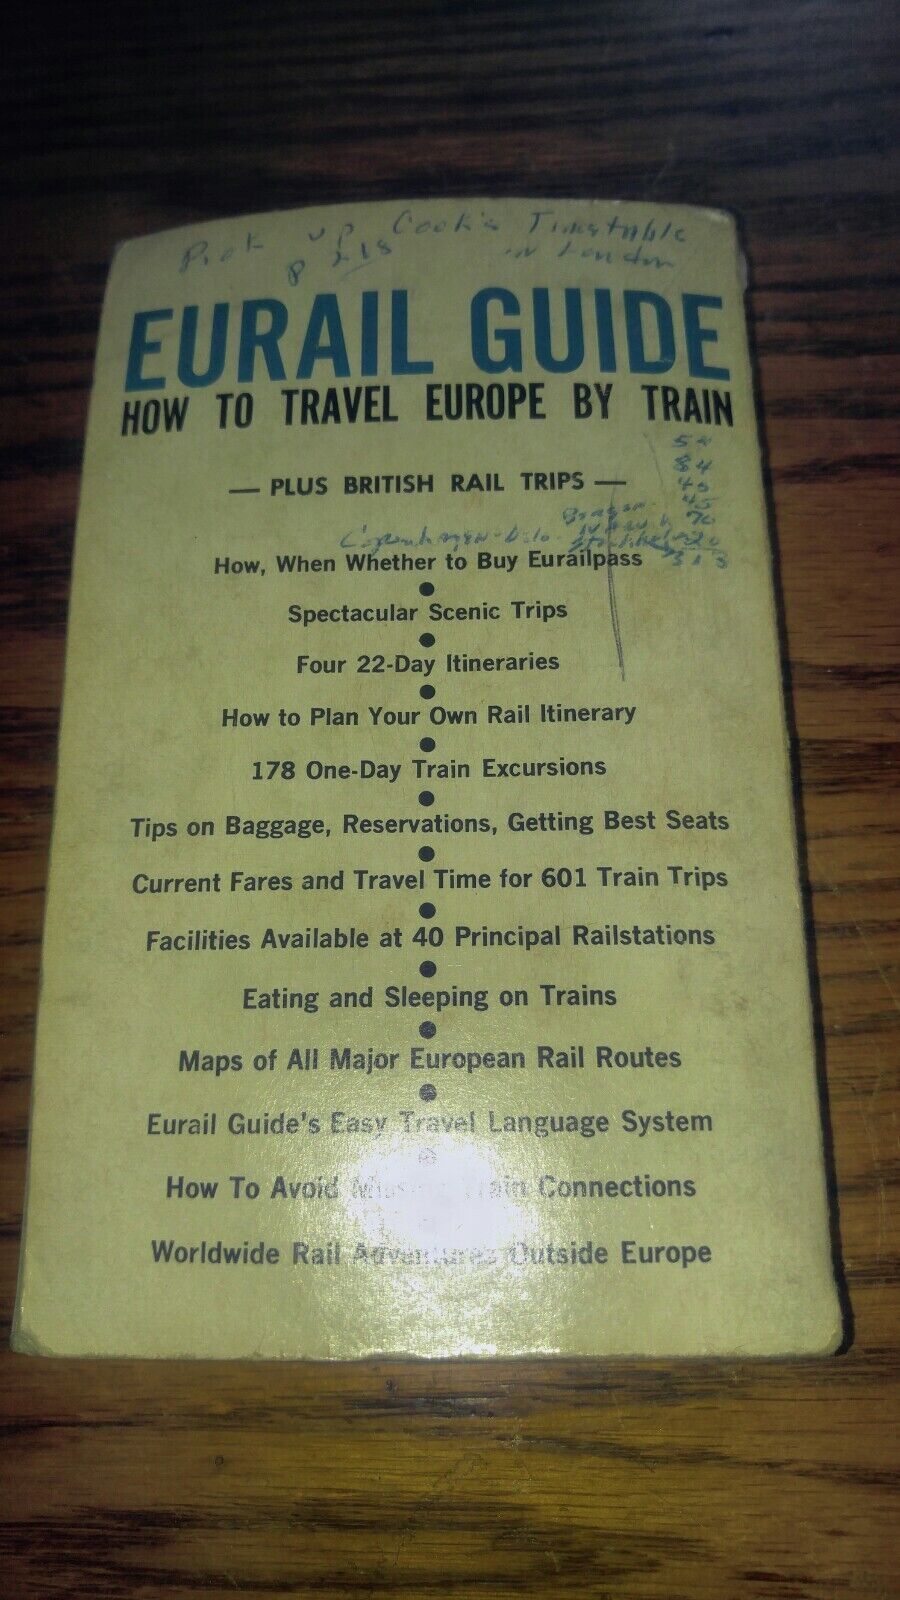 Pick up Cook's Timetable
p 218 in London
EURAIL GUIDE
HOW TO TRAVEL EUROPE BY TRAIN
84
— PLUS BRITISH RAIL TRIPS —
45
70
Copenhagen - Oslo -
How, When Whether to Buy Eurailpass
●
Spectacular Scenic Trips
●
Four 22-Day Itineraries
●
How to Plan Your Own Rail Itinerary
●
178 One-Day Train Excursions
●
Tips on Baggage, Reservations, Getting Best Seats
●
Current Fares and Travel Time for 601 Train Trips
●
Facilities Available at 40 Principal Railstations
●
Eating and Sleeping on Trains
●
Maps of All Major European Rail Routes
●
Eurail Guide's Easy Travel Language System
●
How To Avoid Missing Train Connections
Worldwide Rail Adventures Outside Europe